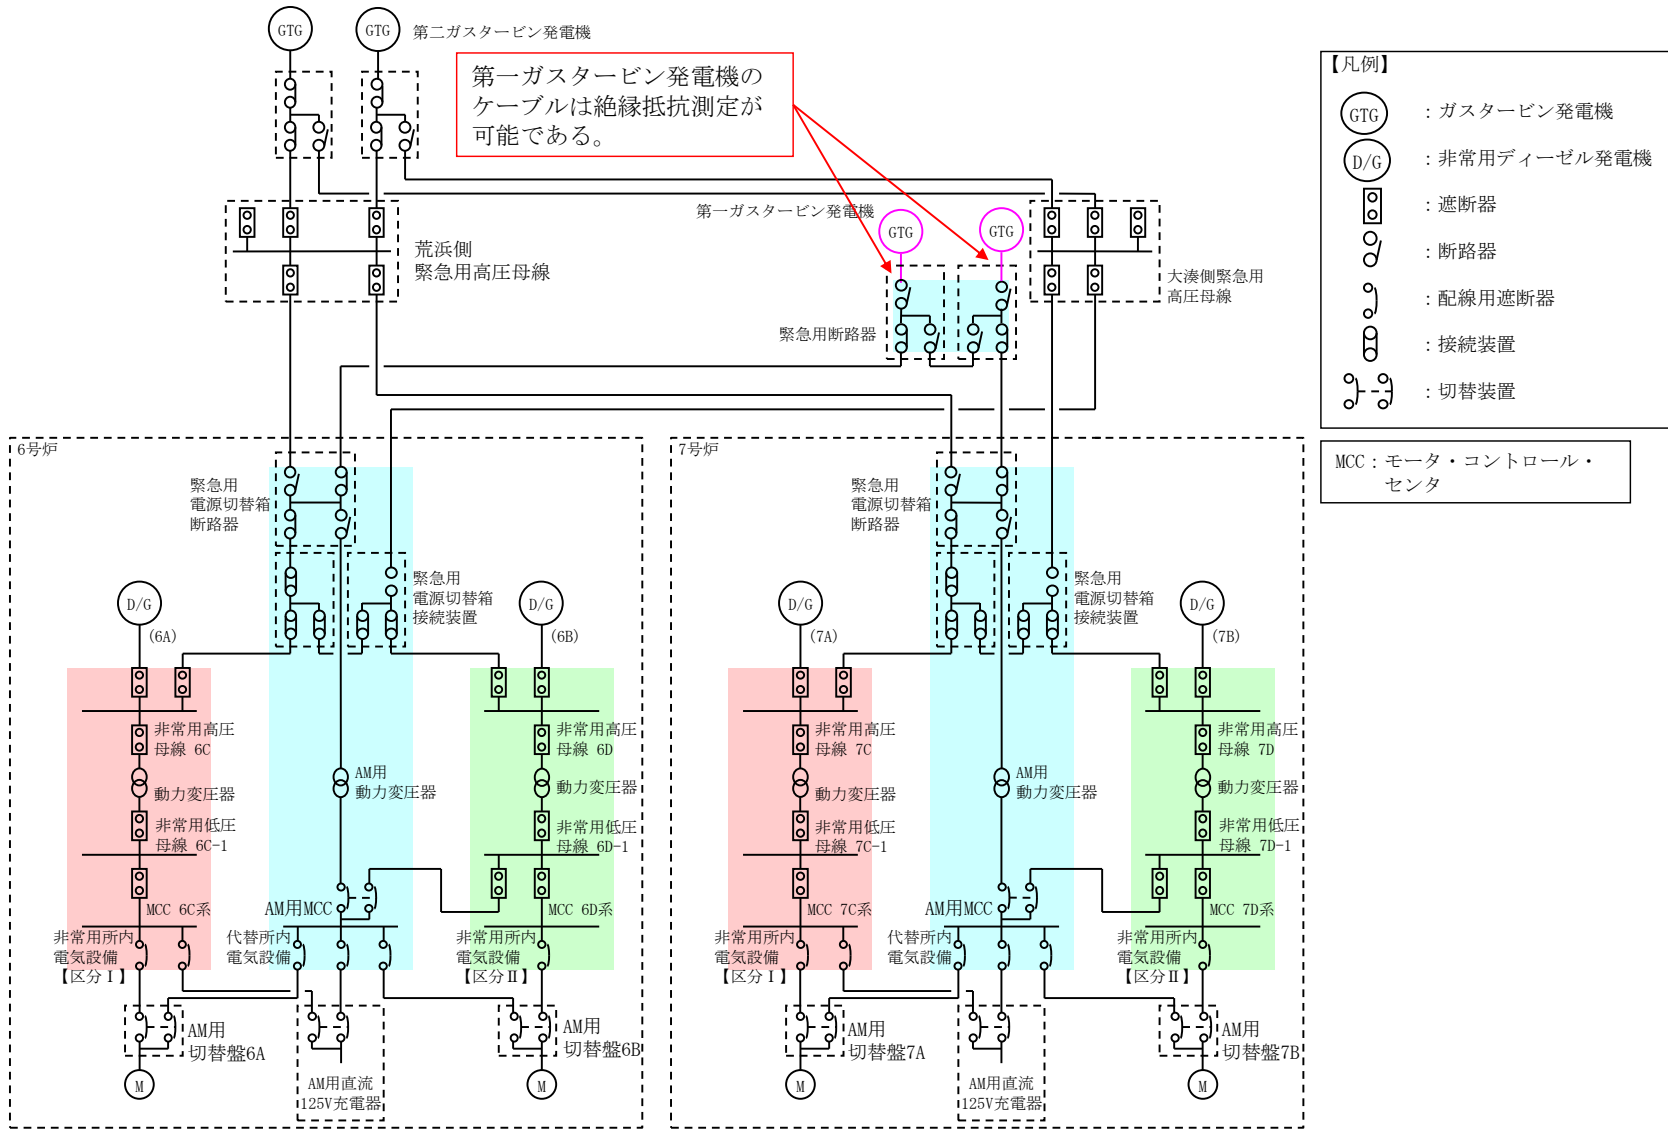 GTG
GTG
第二ガスタービン発電機
第一ガスタービン発電機の
ケーブルは絶縁抵抗測定が
可能である。
【凡例】
GTG
：ガスタービン発電機
D/G
：非常用ディーゼル発電機
：遮断器
：断路器
：配線用遮断器
：接続装置
：切替装置
MCC：モータ・コントロール・
センタ
第一ガスタービン発電機
GTG
GTG
荒浜側
緊急用高圧母線
大湊側緊急用
高圧母線
緊急用断路器
6号炉
緊急用
電源切替箱
断路器
緊急用
電源切替箱
接続装置
D/G
(6A)
D/G
(6B)
非常用高圧
母線 6C
非常用高圧
母線 6D
動力変圧器
AM用
動力変圧器
動力変圧器
非常用低圧
母線 6C-1
非常用低圧
母線 6D-1
MCC 6C系
AM用MCC
MCC 6D系
非常用所内
電気設備
【区分Ⅰ】
代替所内
電気設備
非常用所内
電気設備
【区分Ⅱ】
AM用
切替盤6A
AM用
切替盤6B
M
AM用直流
125V充電器
M
7号炉
緊急用
電源切替箱
断路器
緊急用
電源切替箱
接続装置
D/G
(7A)
D/G
(7B)
非常用高圧
母線 7C
非常用高圧
母線 7D
動力変圧器
AM用
動力変圧器
動力変圧器
非常用低圧
母線 7C-1
非常用低圧
母線 7D-1
MCC 7C系
AM用MCC
MCC 7D系
非常用所内
電気設備
【区分Ⅰ】
代替所内
電気設備
非常用所内
電気設備
【区分Ⅱ】
AM用
切替盤7A
AM用
切替盤7B
M
AM用直流
125V充電器
M